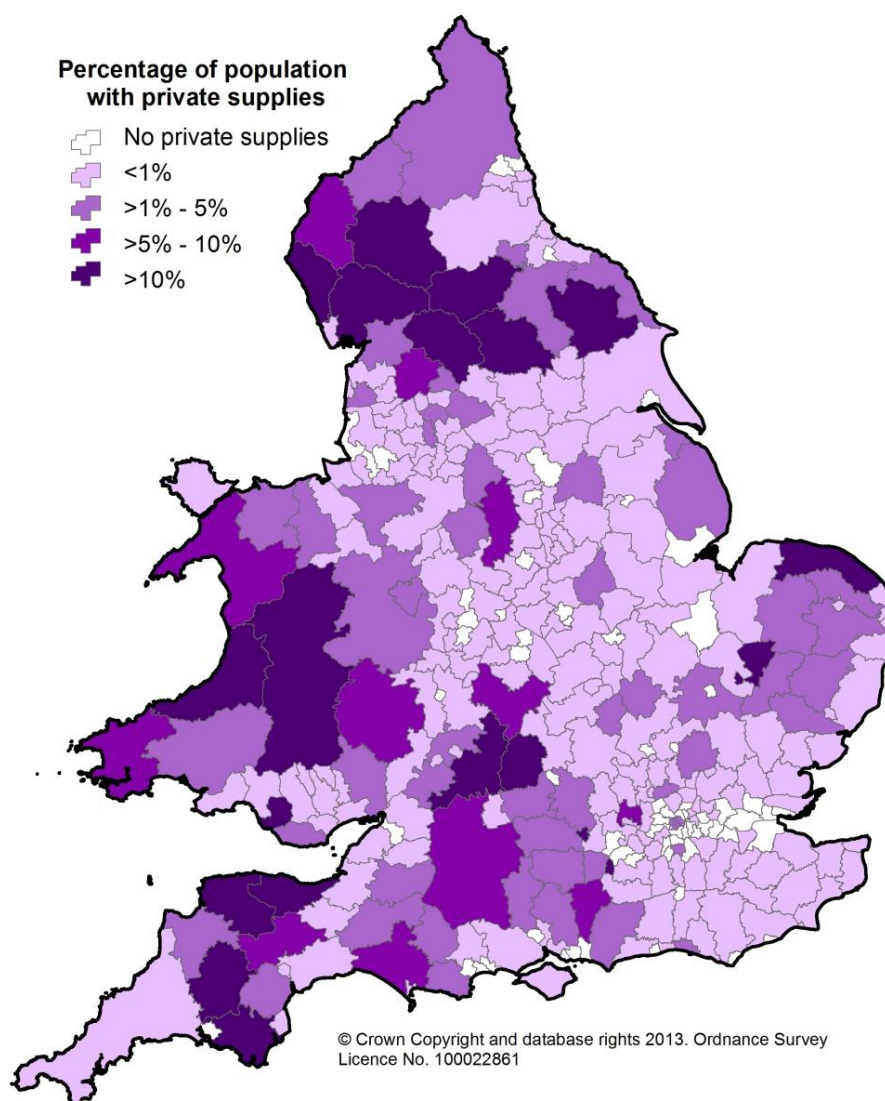 Percentage of population
with private supplies
No private supplies
<1%
>1% - 5%
>5% - 10%
>10%
© Crown Copyright and database rights 2013. Ordnance Survey
Licence No. 100022861